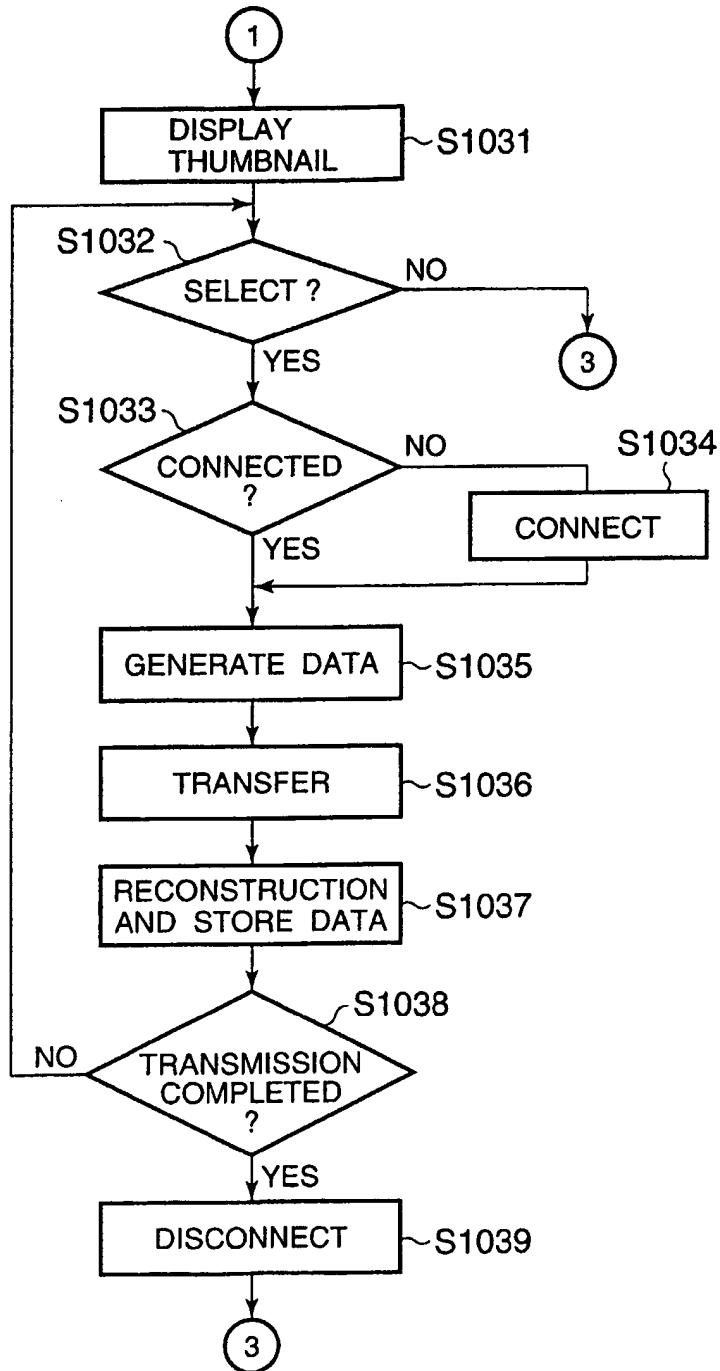 1
DISPLAY
THUMBNAIL
S1031
S1032
SELECT ?
NO
3
YES
S1033
CONNECTED
?
NO
S1034
CONNECT
YES
GENERATE DATA
S1035
TRANSFER
S1036
RECONSTRUCTION
AND STORE DATA
S1037
S1038
NO
TRANSMISSION
COMPLETED
?
YES
DISCONNECT
S1039
3